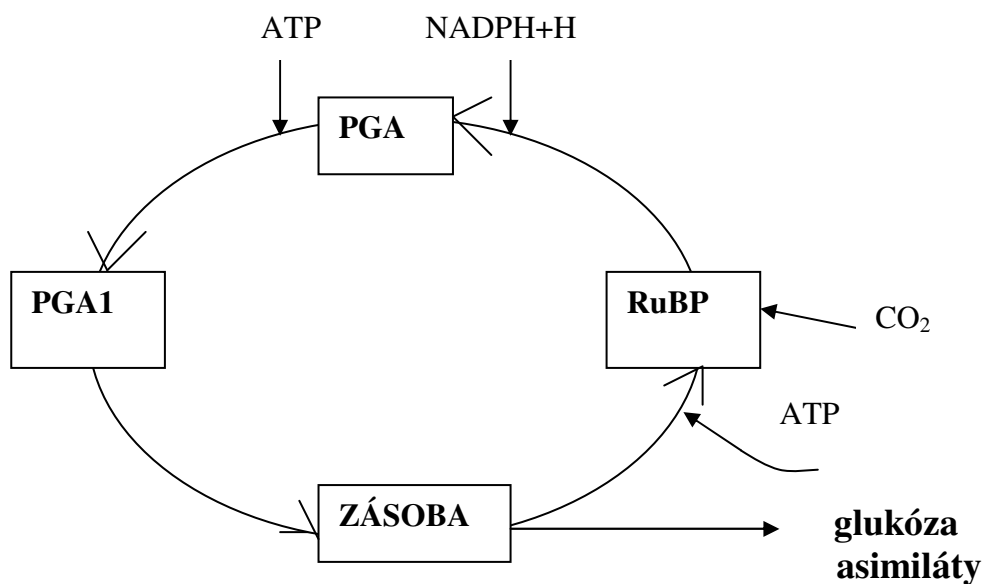 ATP
NADPH+H
PGA
PGA1
RuBP
CO₂
ATP
ZÁSOBA
glukóza
asimiláty